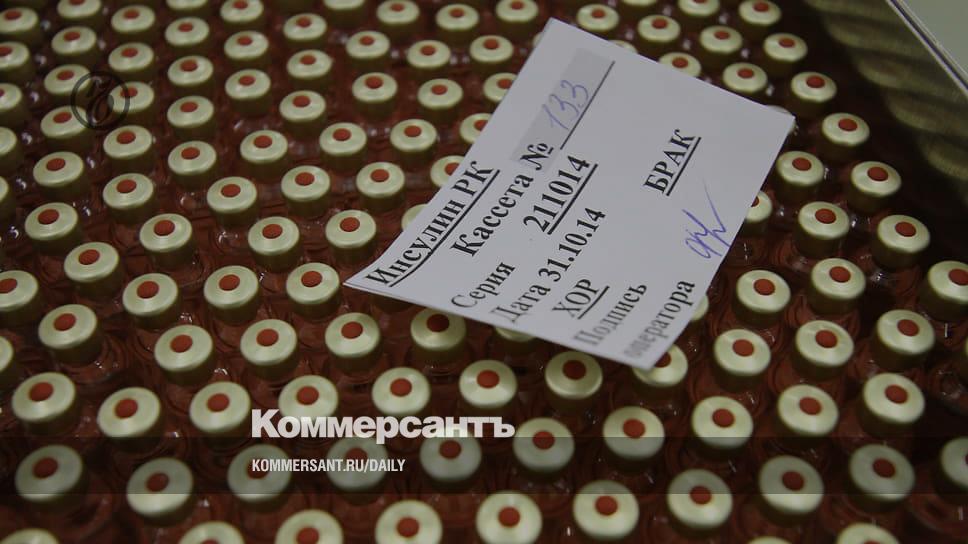 Инсулин РК
Кассета № 133
Серия 211014
Дата 31.10.14
ХОР БРАК
Подпись
оператора
Коммерсантъ
KOMMERSANT.RU/DAILY